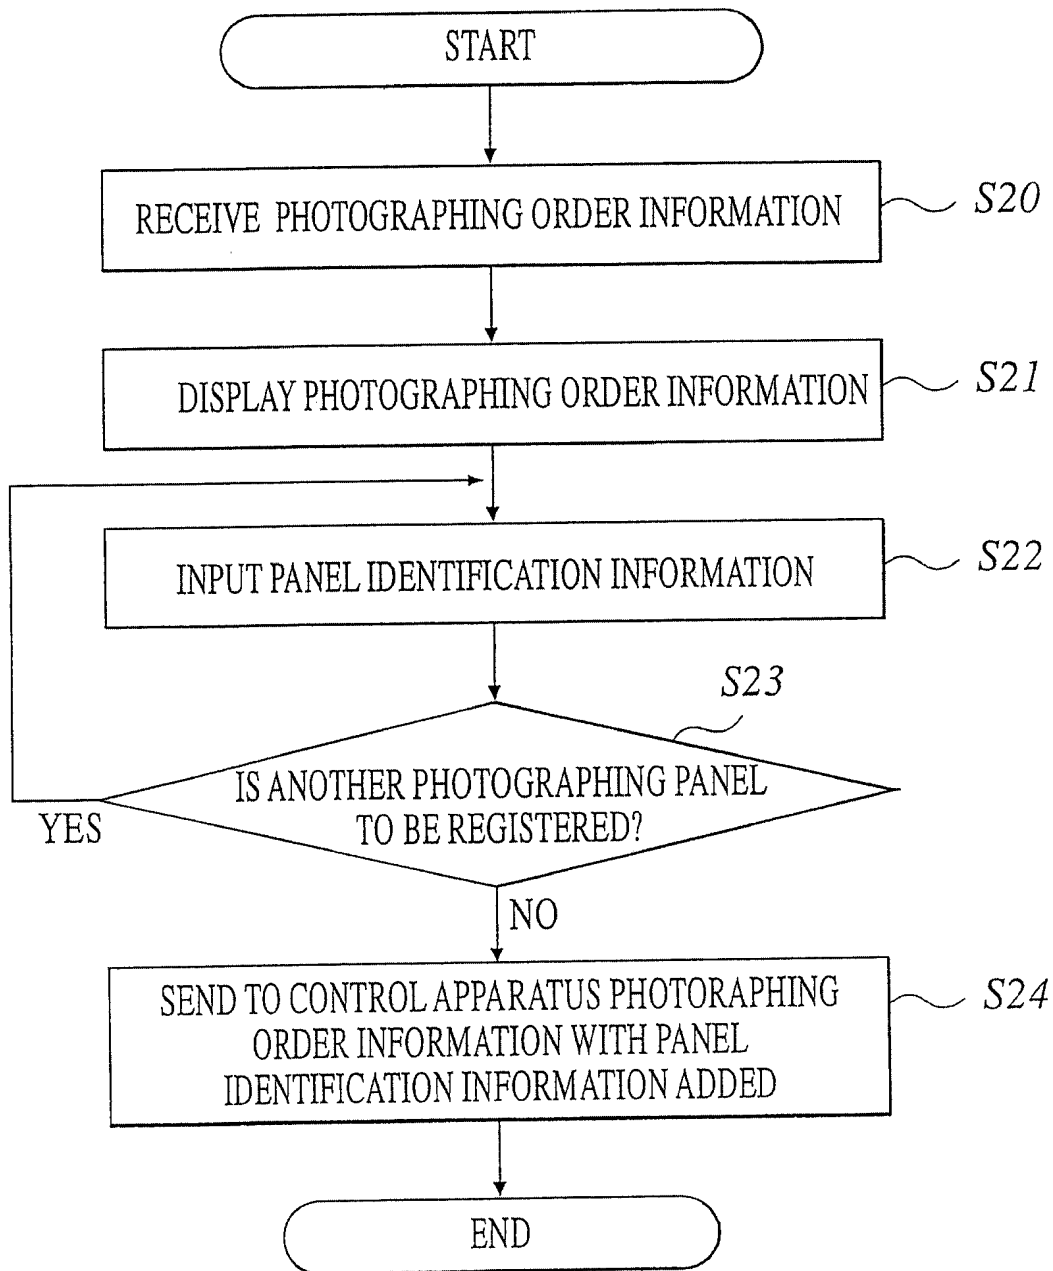 START
RECEIVE PHOTOGRAPHING ORDER INFORMATION
S20
DISPLAY PHOTOGRAPHING ORDER INFORMATION
S21
INPUT PANEL IDENTIFICATION INFORMATION
S22
S23
IS ANOTHER PHOTOGRAPHING PANEL
TO BE REGISTERED?
YES
NO
SEND TO CONTROL APPARATUS PHOTORAPHING
ORDER INFORMATION WITH PANEL
IDENTIFICATION INFORMATION ADDED
S24
END